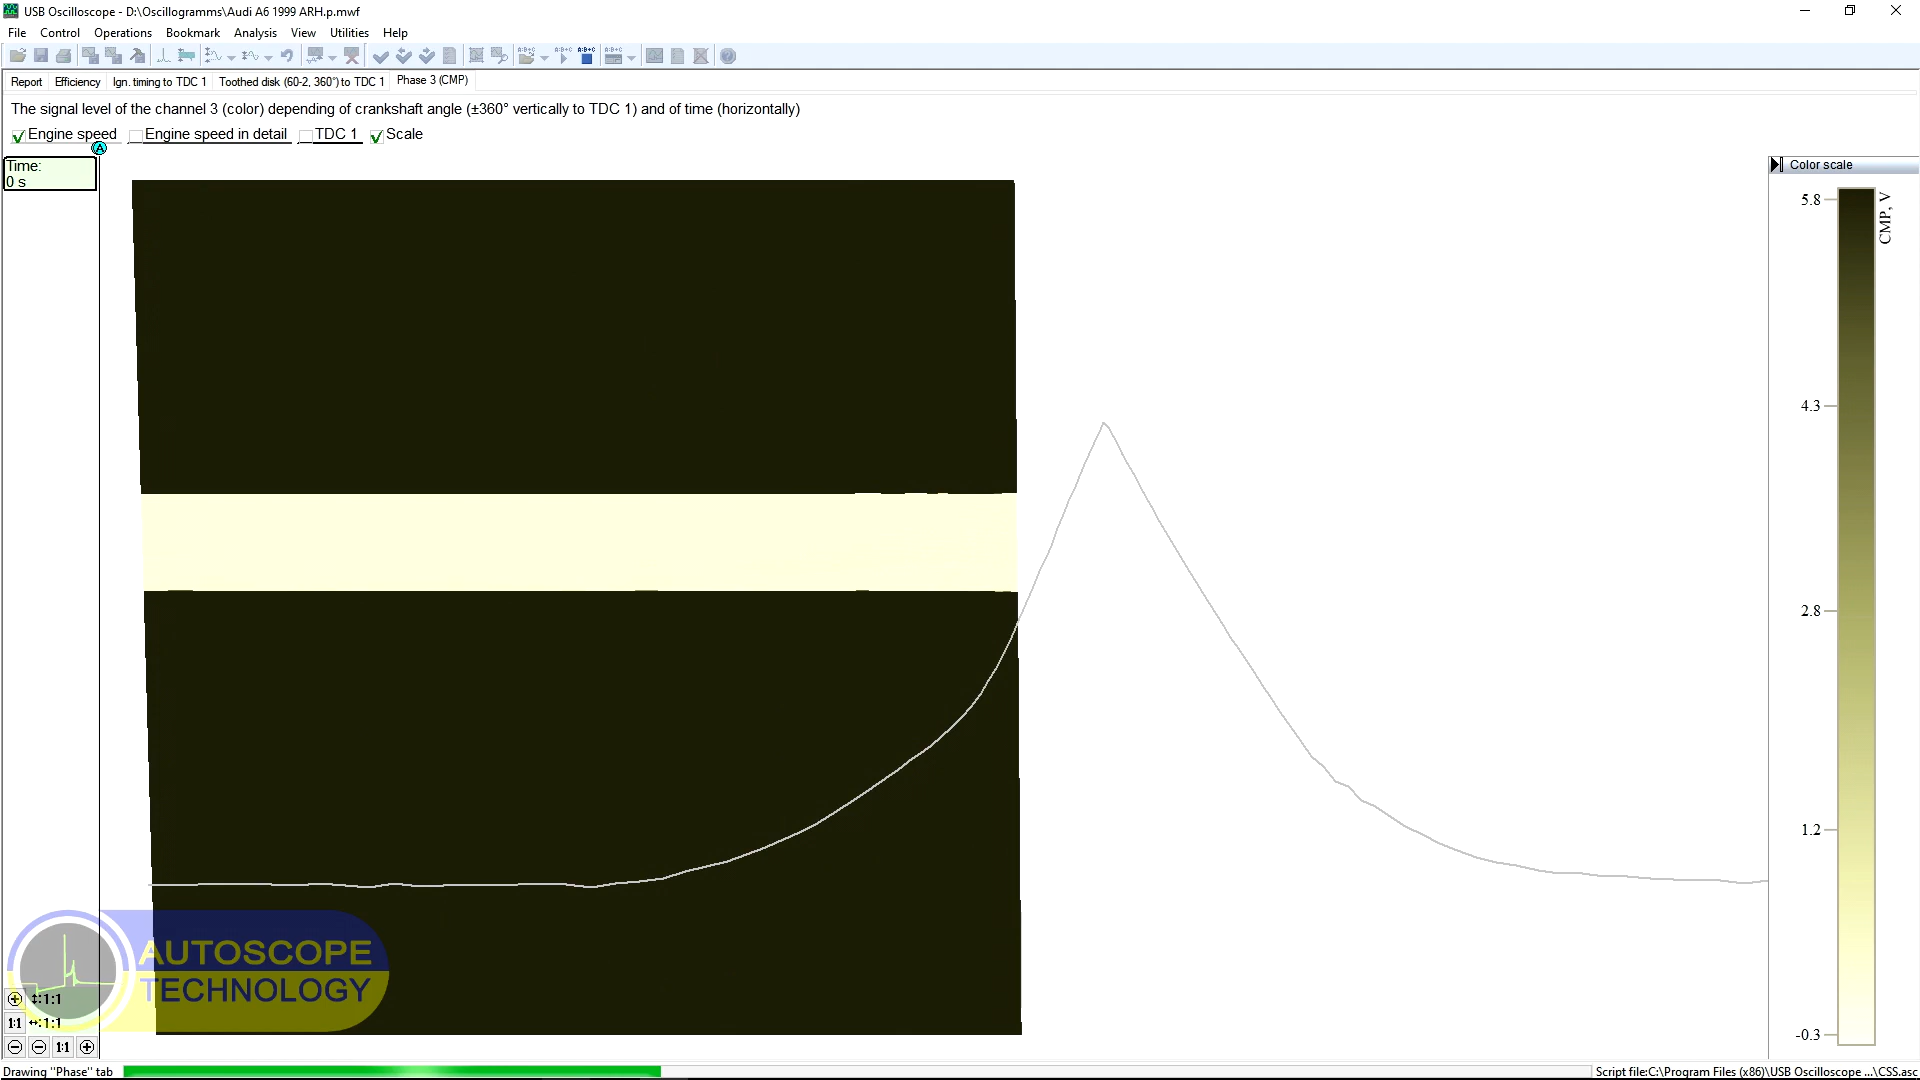 USB Oscilloscope - D:\Oscillogramms\Audi A6 1999 ARH.p.mwf
File Control Operations Bookmark Analysis View Utilities Help
Report Efficiency Ign. timing to TDC 1 Toothed disk (60-2, 360°) to TDC 1 Phase 3 (CMP)
The signal level of the channel 3 (color) depending of crankshaft angle (±360° vertically to TDC 1) and of time (horizontally)
Engine speed Engine speed in detail TDC 1 Scale
A
Time:
0 s
Color scale
5.8
CMP, V
4.3
2.8
1.2
-0.3
AUTOSCOPE
TECHNOLOGY
↕:1:1
1:1 ↔:1:1
1:1
Drawing "Phase" tab
Script file:C:\Program Files (x86)\USB Oscilloscope ...\CSS.asc